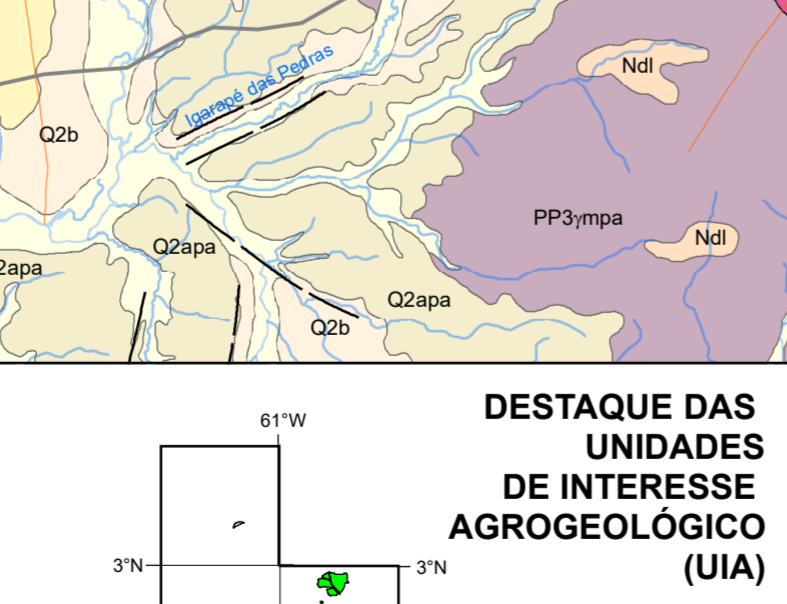 Igarapé das Pedras
Ndl
Q2b
PP3γmpa
Ndl
Q2apa
2apa
Q2apa
Q2b
DESTAQUE DAS
UNIDADES
DE INTERESSE
AGROGEOLÓGICO
(UIA)
61°W
3°N
3°N